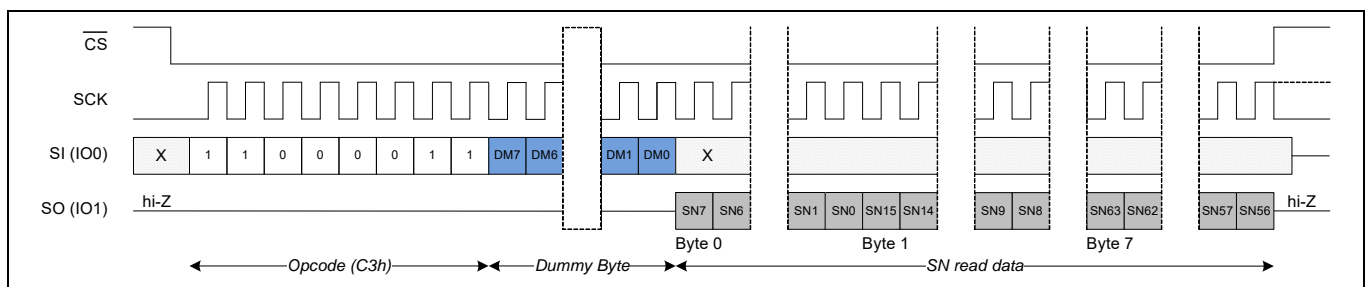 CS
SCK
SI (IO0) X 1 1 0 0 0 0 1 1 DM7 DM6 DM1 DM0 X
SO (IO1) hi-Z SN7 SN6 SN1 SN0 SN15 SN14 SN9 SN8 SN63 SN62 SN57 SN56 hi-Z
Byte 0 Byte 1 Byte 7
Opcode (C3h) Dummy Byte SN read data